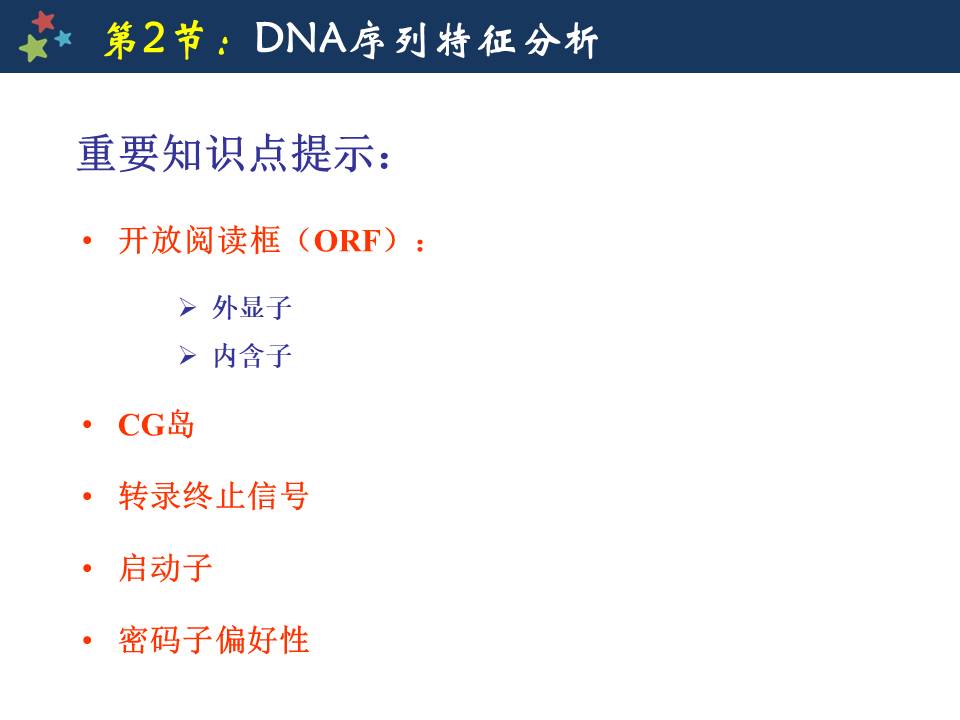 第2节：DNA序列特征分析
重要知识点提示：
• 开放阅读框（ORF）：
➢ 外显子
➢ 内含子
• CG岛
• 转录终止信号
• 启动子
• 密码子偏好性